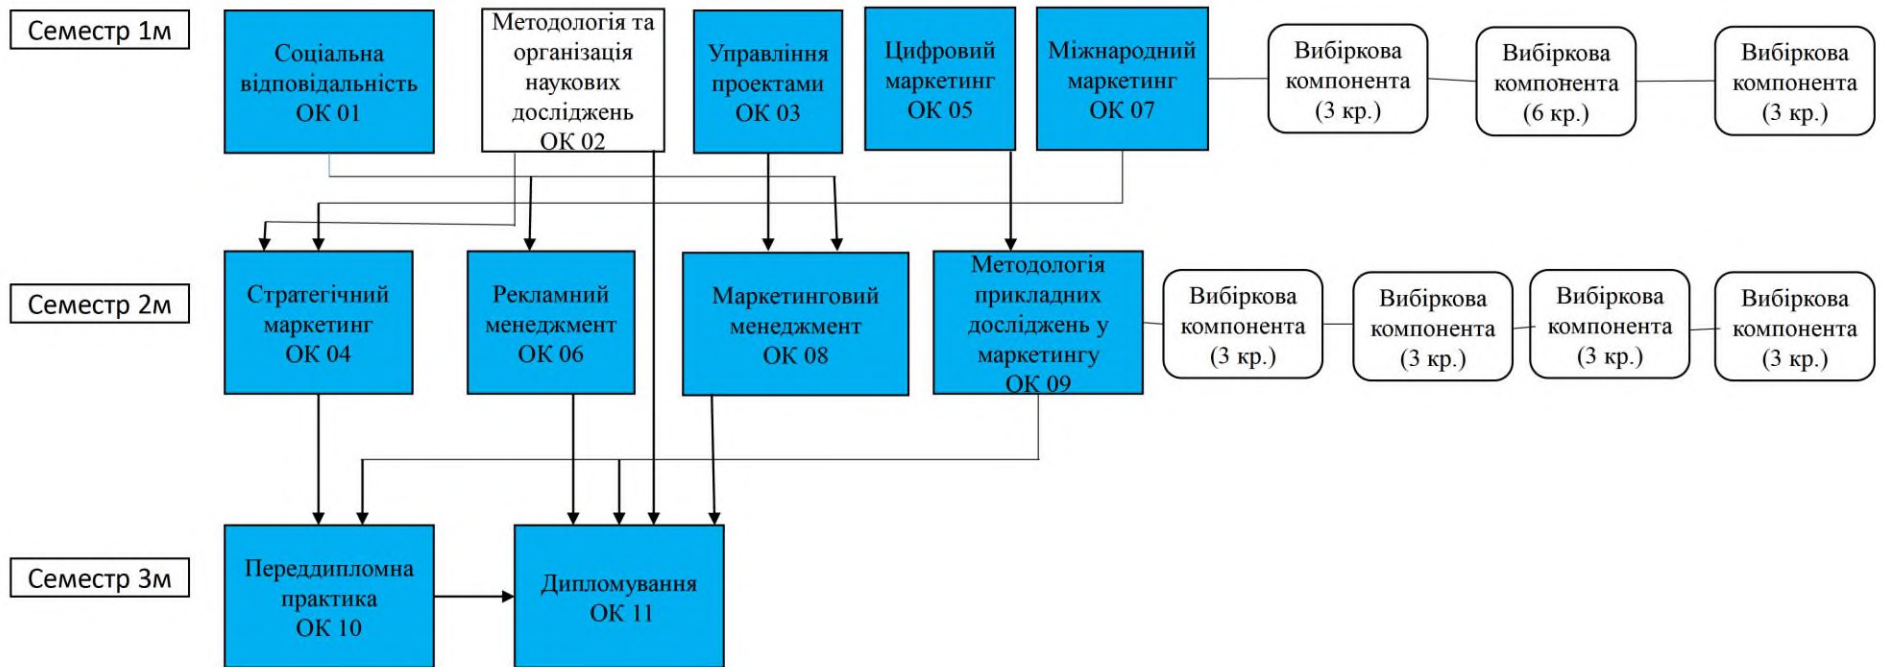 Семестр 1м
Соціальна
відповідальність
ОК 01
Методологія та
організація
наукових
досліджень
ОК 02
Управління
проектами
ОК 03
Цифровий
маркетинг
ОК 05
Міжнародний
маркетинг
ОК 07
Вибіркова
компонента
(3 кр.)
Вибіркова
компонента
(6 кр.)
Вибіркова
компонента
(3 кр.)
Семестр 2м
Стратегічний
маркетинг
ОК 04
Рекламний
менеджмент
ОК 06
Маркетинговий
менеджмент
ОК 08
Методологія
прикладних
досліджень у
маркетингу
ОК 09
Вибіркова
компонента
(3 кр.)
Вибіркова
компонента
(3 кр.)
Вибіркова
компонента
(3 кр.)
Вибіркова
компонента
(3 кр.)
Семестр 3м
Переддипломна
практика
ОК 10
Дипломування
ОК 11